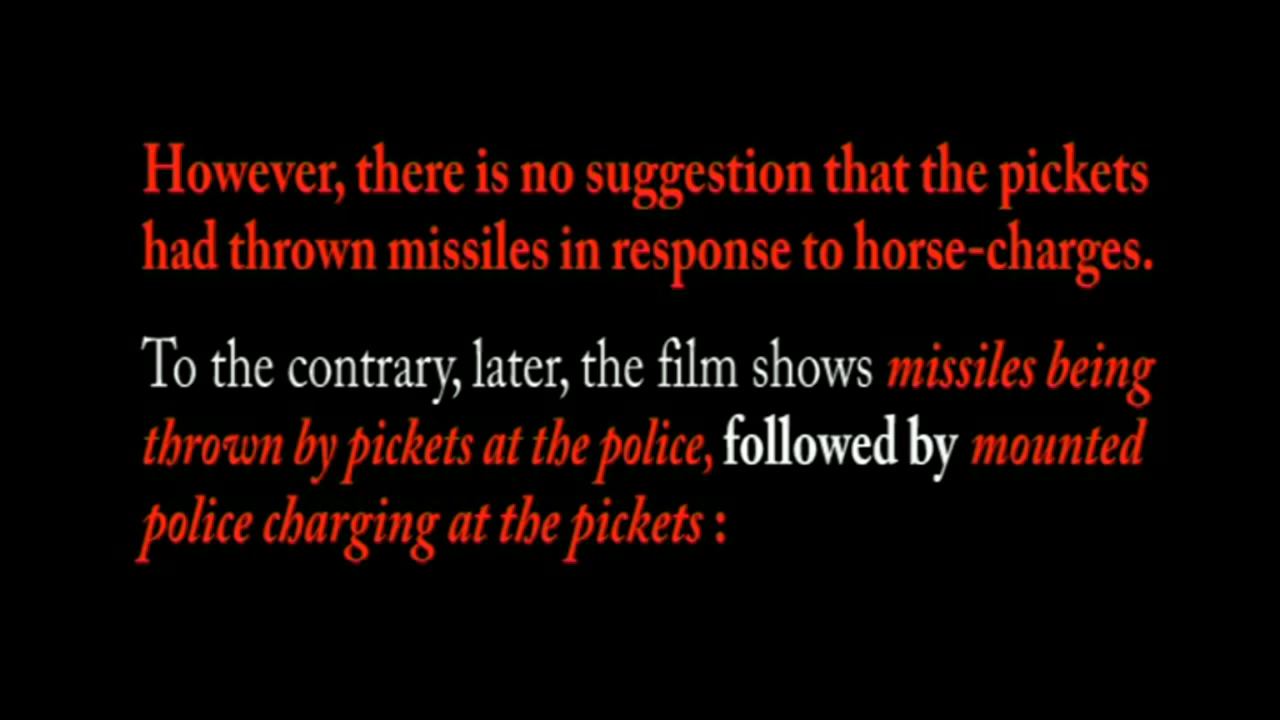 However, there is no suggestion that the pickets
had thrown missiles in response to horse-charges.
To the contrary, later, the film shows missiles being
thrown by pickets at the police, followed by mounted
police charging at the pickets :